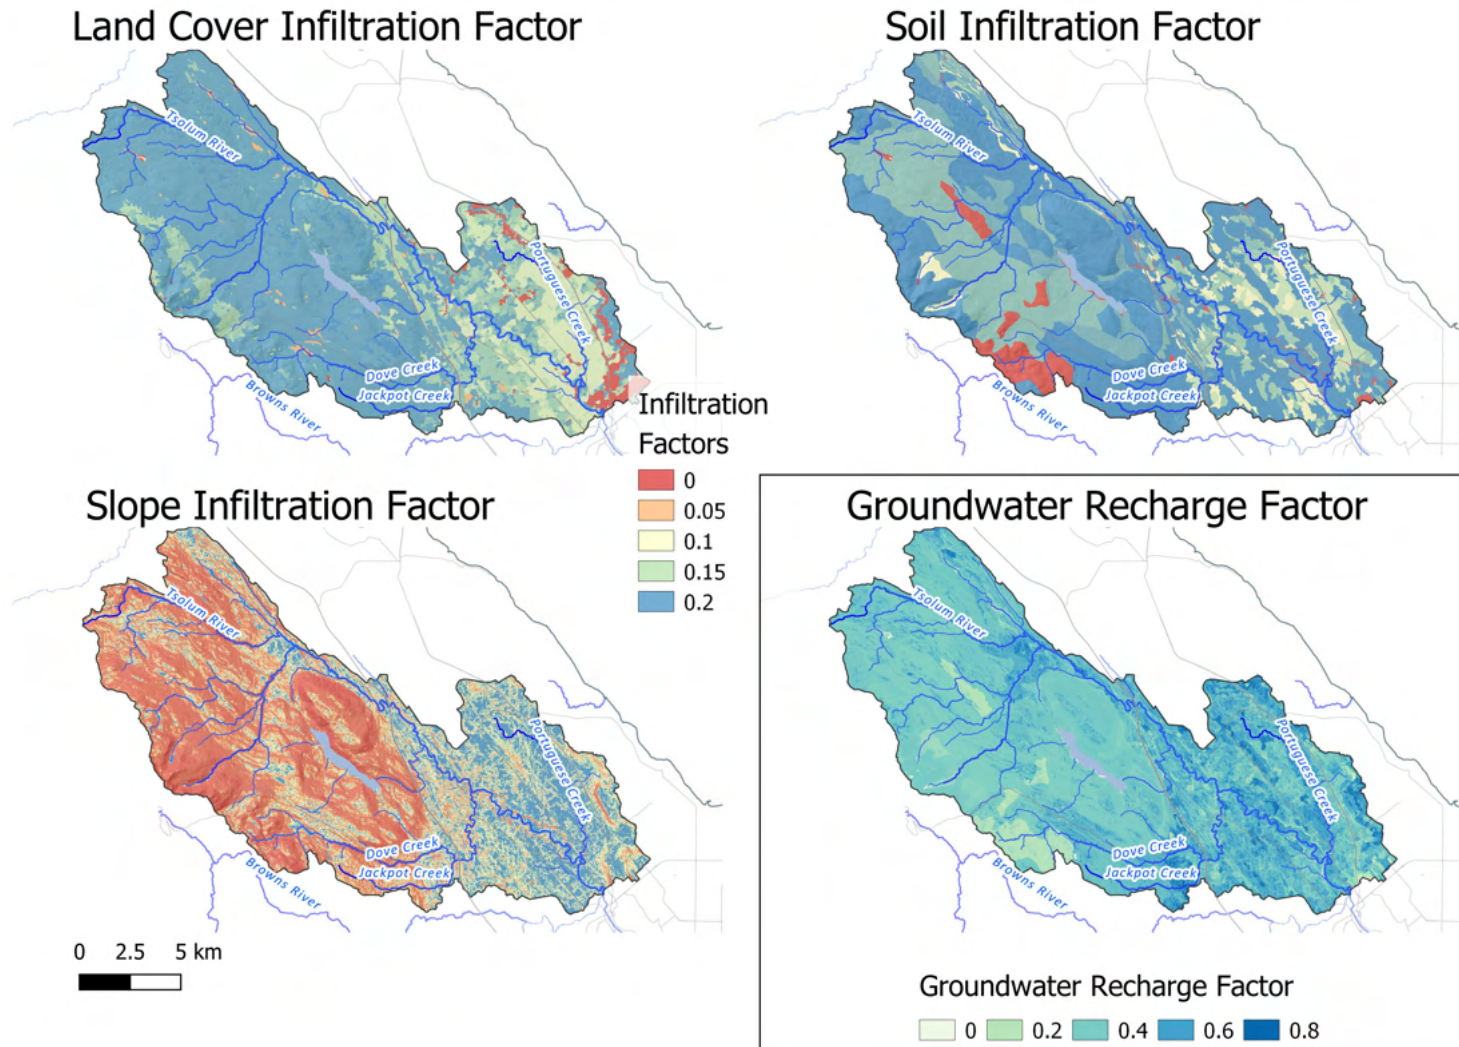 Land Cover Infiltration Factor
Tsolum River
Portuguese Creek
Dove Creek
Jackpot Creek
Browns River
Soil Infiltration Factor
Tsolum River
Portuguese Creek
Dove Creek
Jackpot Creek
Browns River
Infiltration
Factors
0
0.05
0.1
0.15
0.2
Slope Infiltration Factor
Tsolum River
Portuguese Creek
Dove Creek
Jackpot Creek
Browns River
0 2.5 5 km
Groundwater Recharge Factor
Tsolum River
Portuguese Creek
Dove Creek
Jackpot Creek
Browns River
Groundwater Recharge Factor
0 0.2 0.4 0.6 0.8